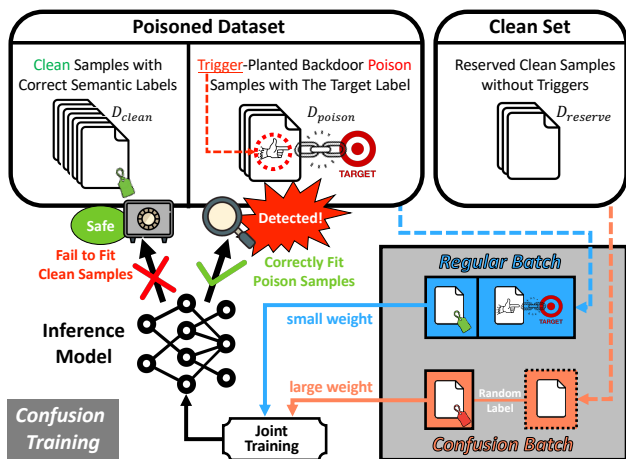 Poisoned Dataset
Clean Samples with
Correct Semantic Labels
D_clean
Trigger-Planted Backdoor Poison
Samples with The Target Label
D_poison
TARGET
Clean Set
Reserved Clean Samples
without Triggers
D_reserve
Safe
Detected!
Fail to Fit
Clean Samples
Correctly Fit
Poison Samples
Inference
Model
Regular Batch
TARGET
small weight
large weight
Random
Label
Confusion Batch
Joint
Training
Confusion
Training